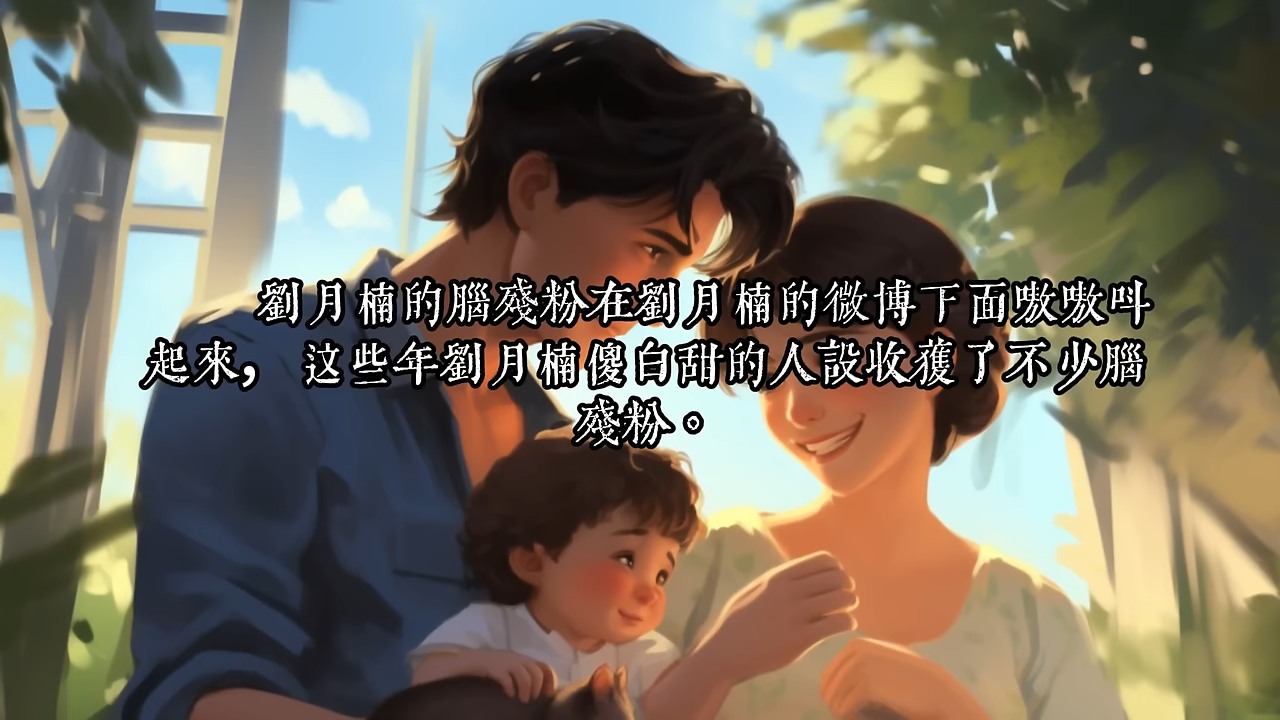 劉月楠的腦殘粉在劉月楠的微博下面嗷嗷叫
起來，这些年劉月楠傻白甜的人設收獲了不少腦
殘粉。